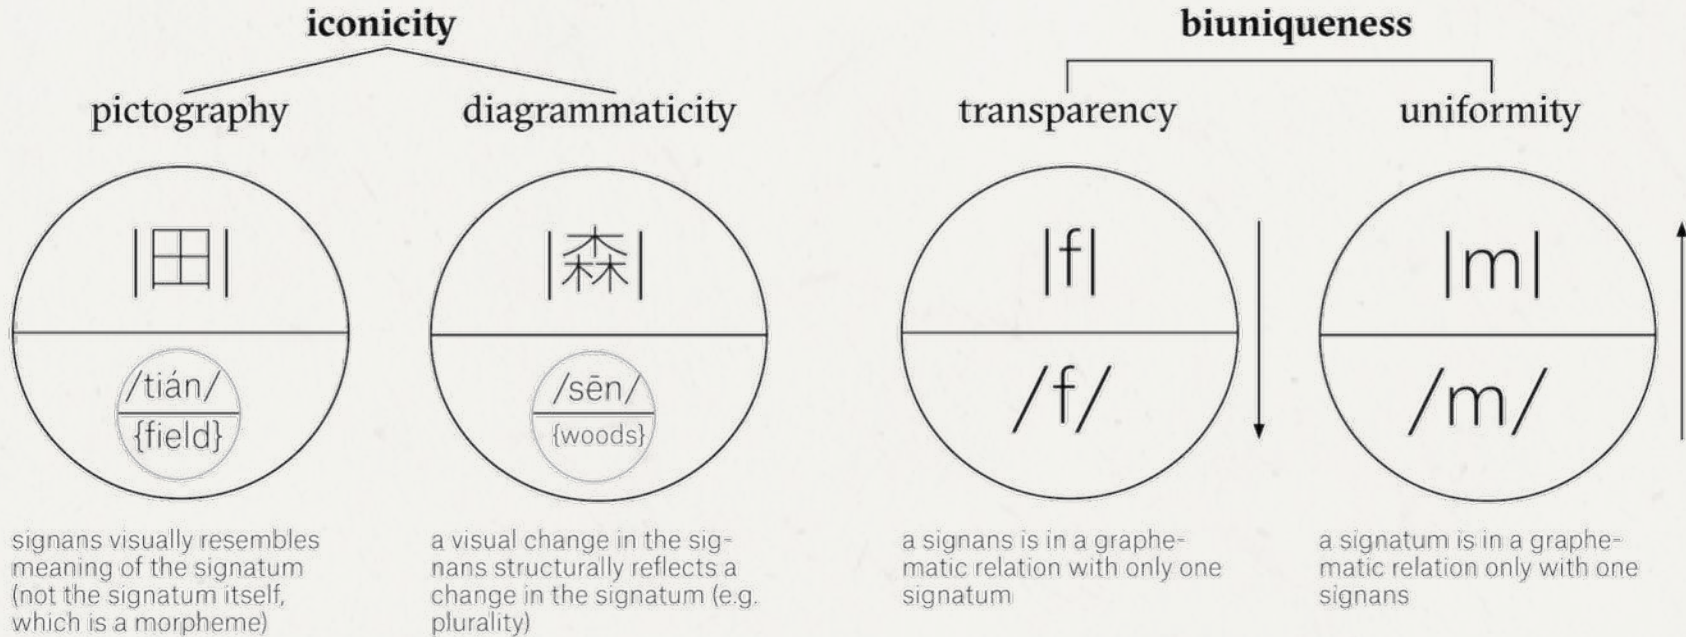 iconicity
pictography
diagrammaticity
|田|
/tián/
{field}
signans visually resembles
meaning of the signatum
(not the signatum itself,
which is a morpheme)
|森|
/sēn/
{woods}
a visual change in the sig-
nans structurally reflects a
change in the signatum (e.g.
plurality)
biuniqueness
transparency
uniformity
|f|
/f/
a signans is in a graphe-
matic relation with only one
signatum
|m|
/m/
a signatum is in a graphe-
matic relation only with one
signans